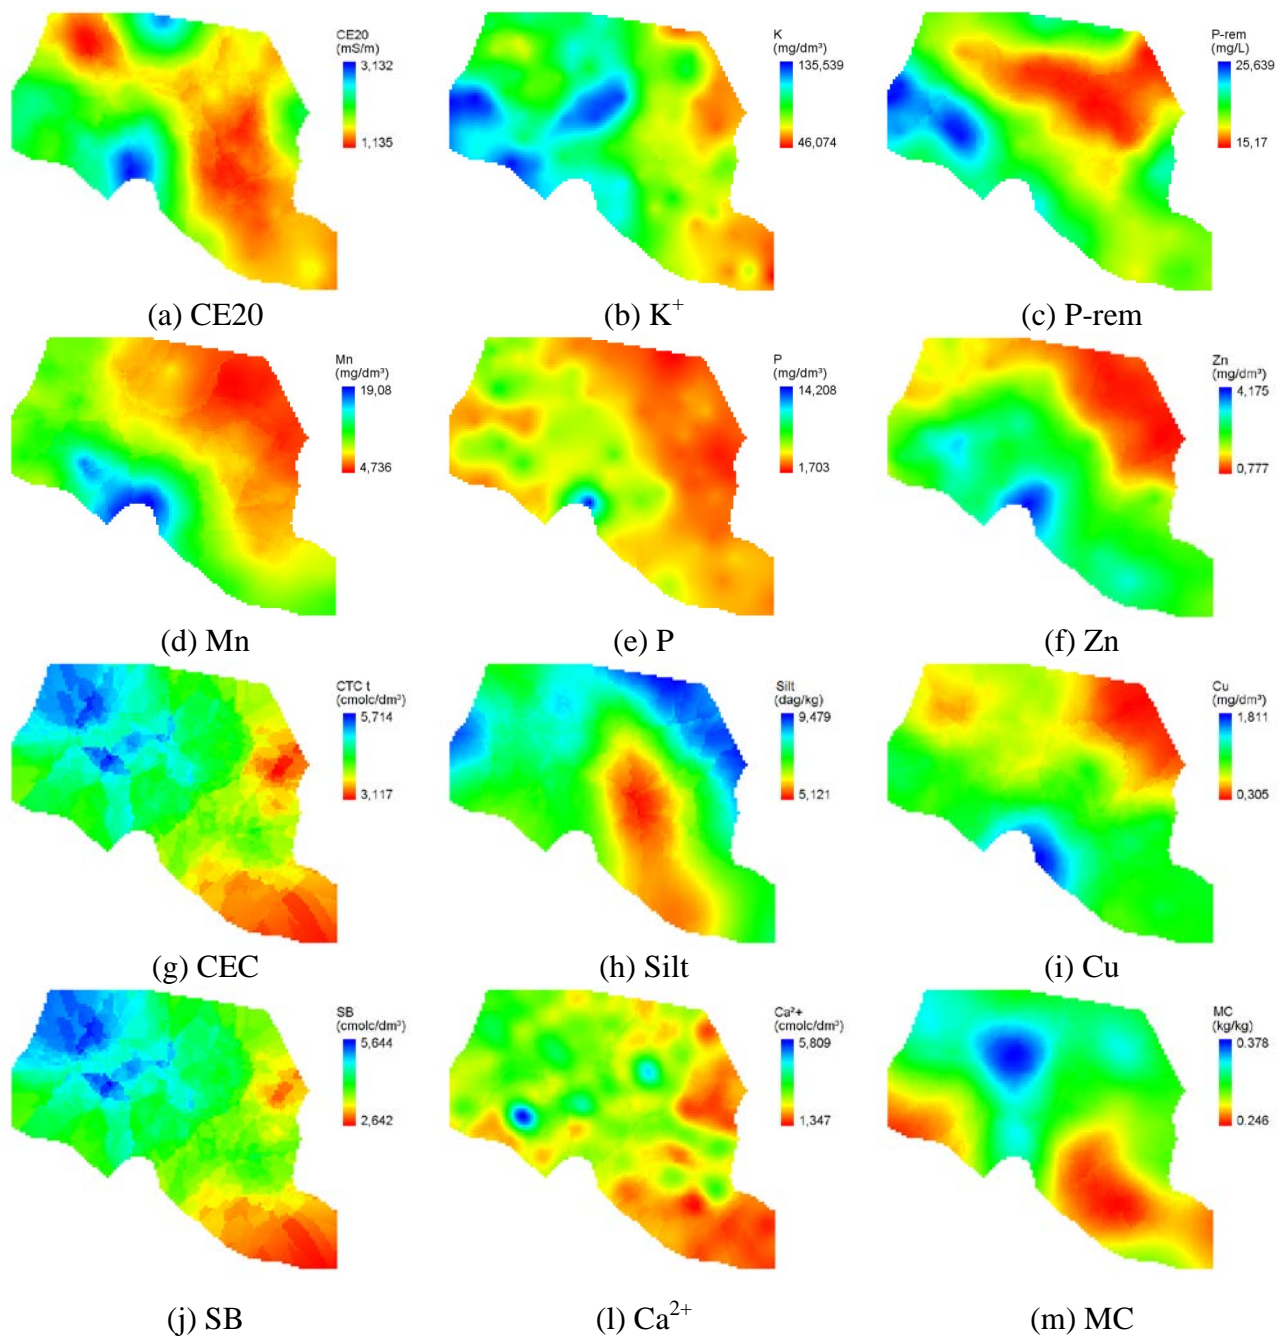 CE20
(mS/m)
3,132
1,135
K
(mg/dm³)
135,539
46,074
P-rem
(mg/L)
25,639
15,17
(a) CE20
(b) K⁺
(c) P-rem
Mn
(mg/dm³)
19,08
4,736
P
(mg/dm³)
14,208
1,703
Zn
(mg/dm³)
4,175
0,777
(d) Mn
(e) P
(f) Zn
CTC t
(cmolc/dm³)
5,714
3,117
Silt
(dag/kg)
9,479
5,121
Cu
(mg/dm³)
1,811
0,305
(g) CEC
(h) Silt
(i) Cu
SB
(cmolc/dm³)
5,644
2,642
Ca²+
(cmolc/dm³)
5,809
1,347
MC
(kg/kg)
0.378
0.246
(j) SB
(l) Ca²⁺
(m) MC